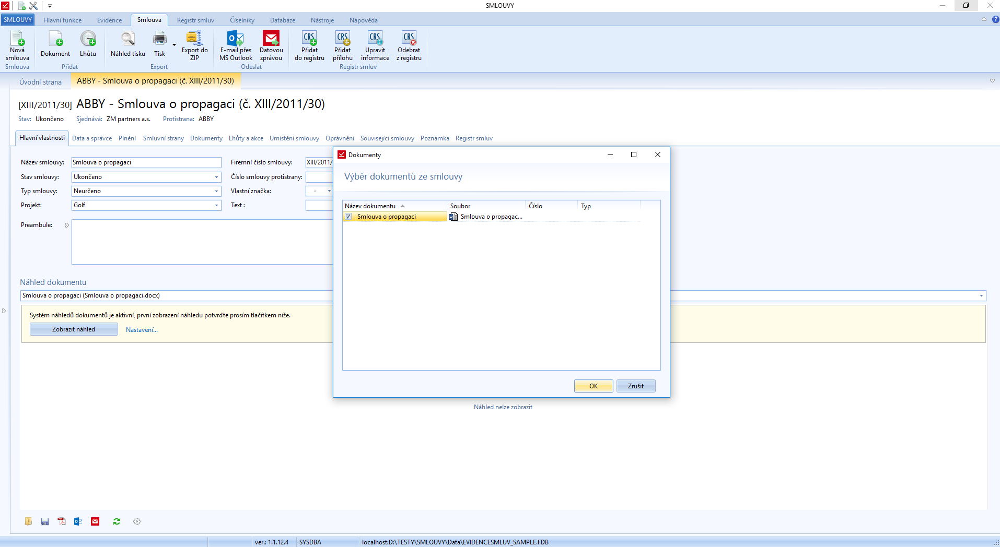 SMLOUVY
SMLOUVY Hlavní funkce Evidence Smlouva Registr smluv Číselníky Databáze Nástroje Nápověda
Nová smlouva Dokument Lhůtu Náhled tisku Tisk Export do ZIP E-mail přes MS Outlook Datovou zprávou Přidat do registru Přidat přílohu Upravit informace Odebrat z registru
CRS CRS CRS CRS
Smlouva Přidat Export Odeslat Registr smluv
Úvodní strana ABBY - Smlouva o propagaci (č. XIII/2011/30)
[XIII/2011/30] ABBY - Smlouva o propagaci (č. XIII/2011/30)
Stav: Ukončeno Sjednává: ZM partners a.s. Protistrana: ABBY
Hlavní vlastnosti Data a správce Plnění Smluvní strany Dokumenty Lhůty a akce Umístění smlouvy Oprávnění Související smlouvy Poznámka Registr smluv
Název smlouvy: Smlouva o propagaci Firemní číslo smlouvy: XIII/2011/
Stav smlouvy: Ukončeno Číslo smlouvy protistrany:
Typ smlouvy: Neurčeno Vlastní značka: -
Projekt: Golf Text :
Preambule:
Dokumenty
Výběr dokumentů ze smlouvy
Název dokumentu Soubor Číslo Typ
Smlouva o propagaci Smlouva o propagac...
OK Zrušit
Náhled dokumentu
Smlouva o propagaci (Smlouva o propagaci.docx)
Systém náhledů dokumentů je aktivní, první zobrazení náhledu potvrďte prosím tlačítkem níže.
Zobrazit náhled Nastavení...
Náhled nelze zobrazit
ver.: 1.1.12.4 SYSDBA localhost:D:\TESTY\SMLOUVY\Data\EVIDENCESMLUV_SAMPLE.FDB